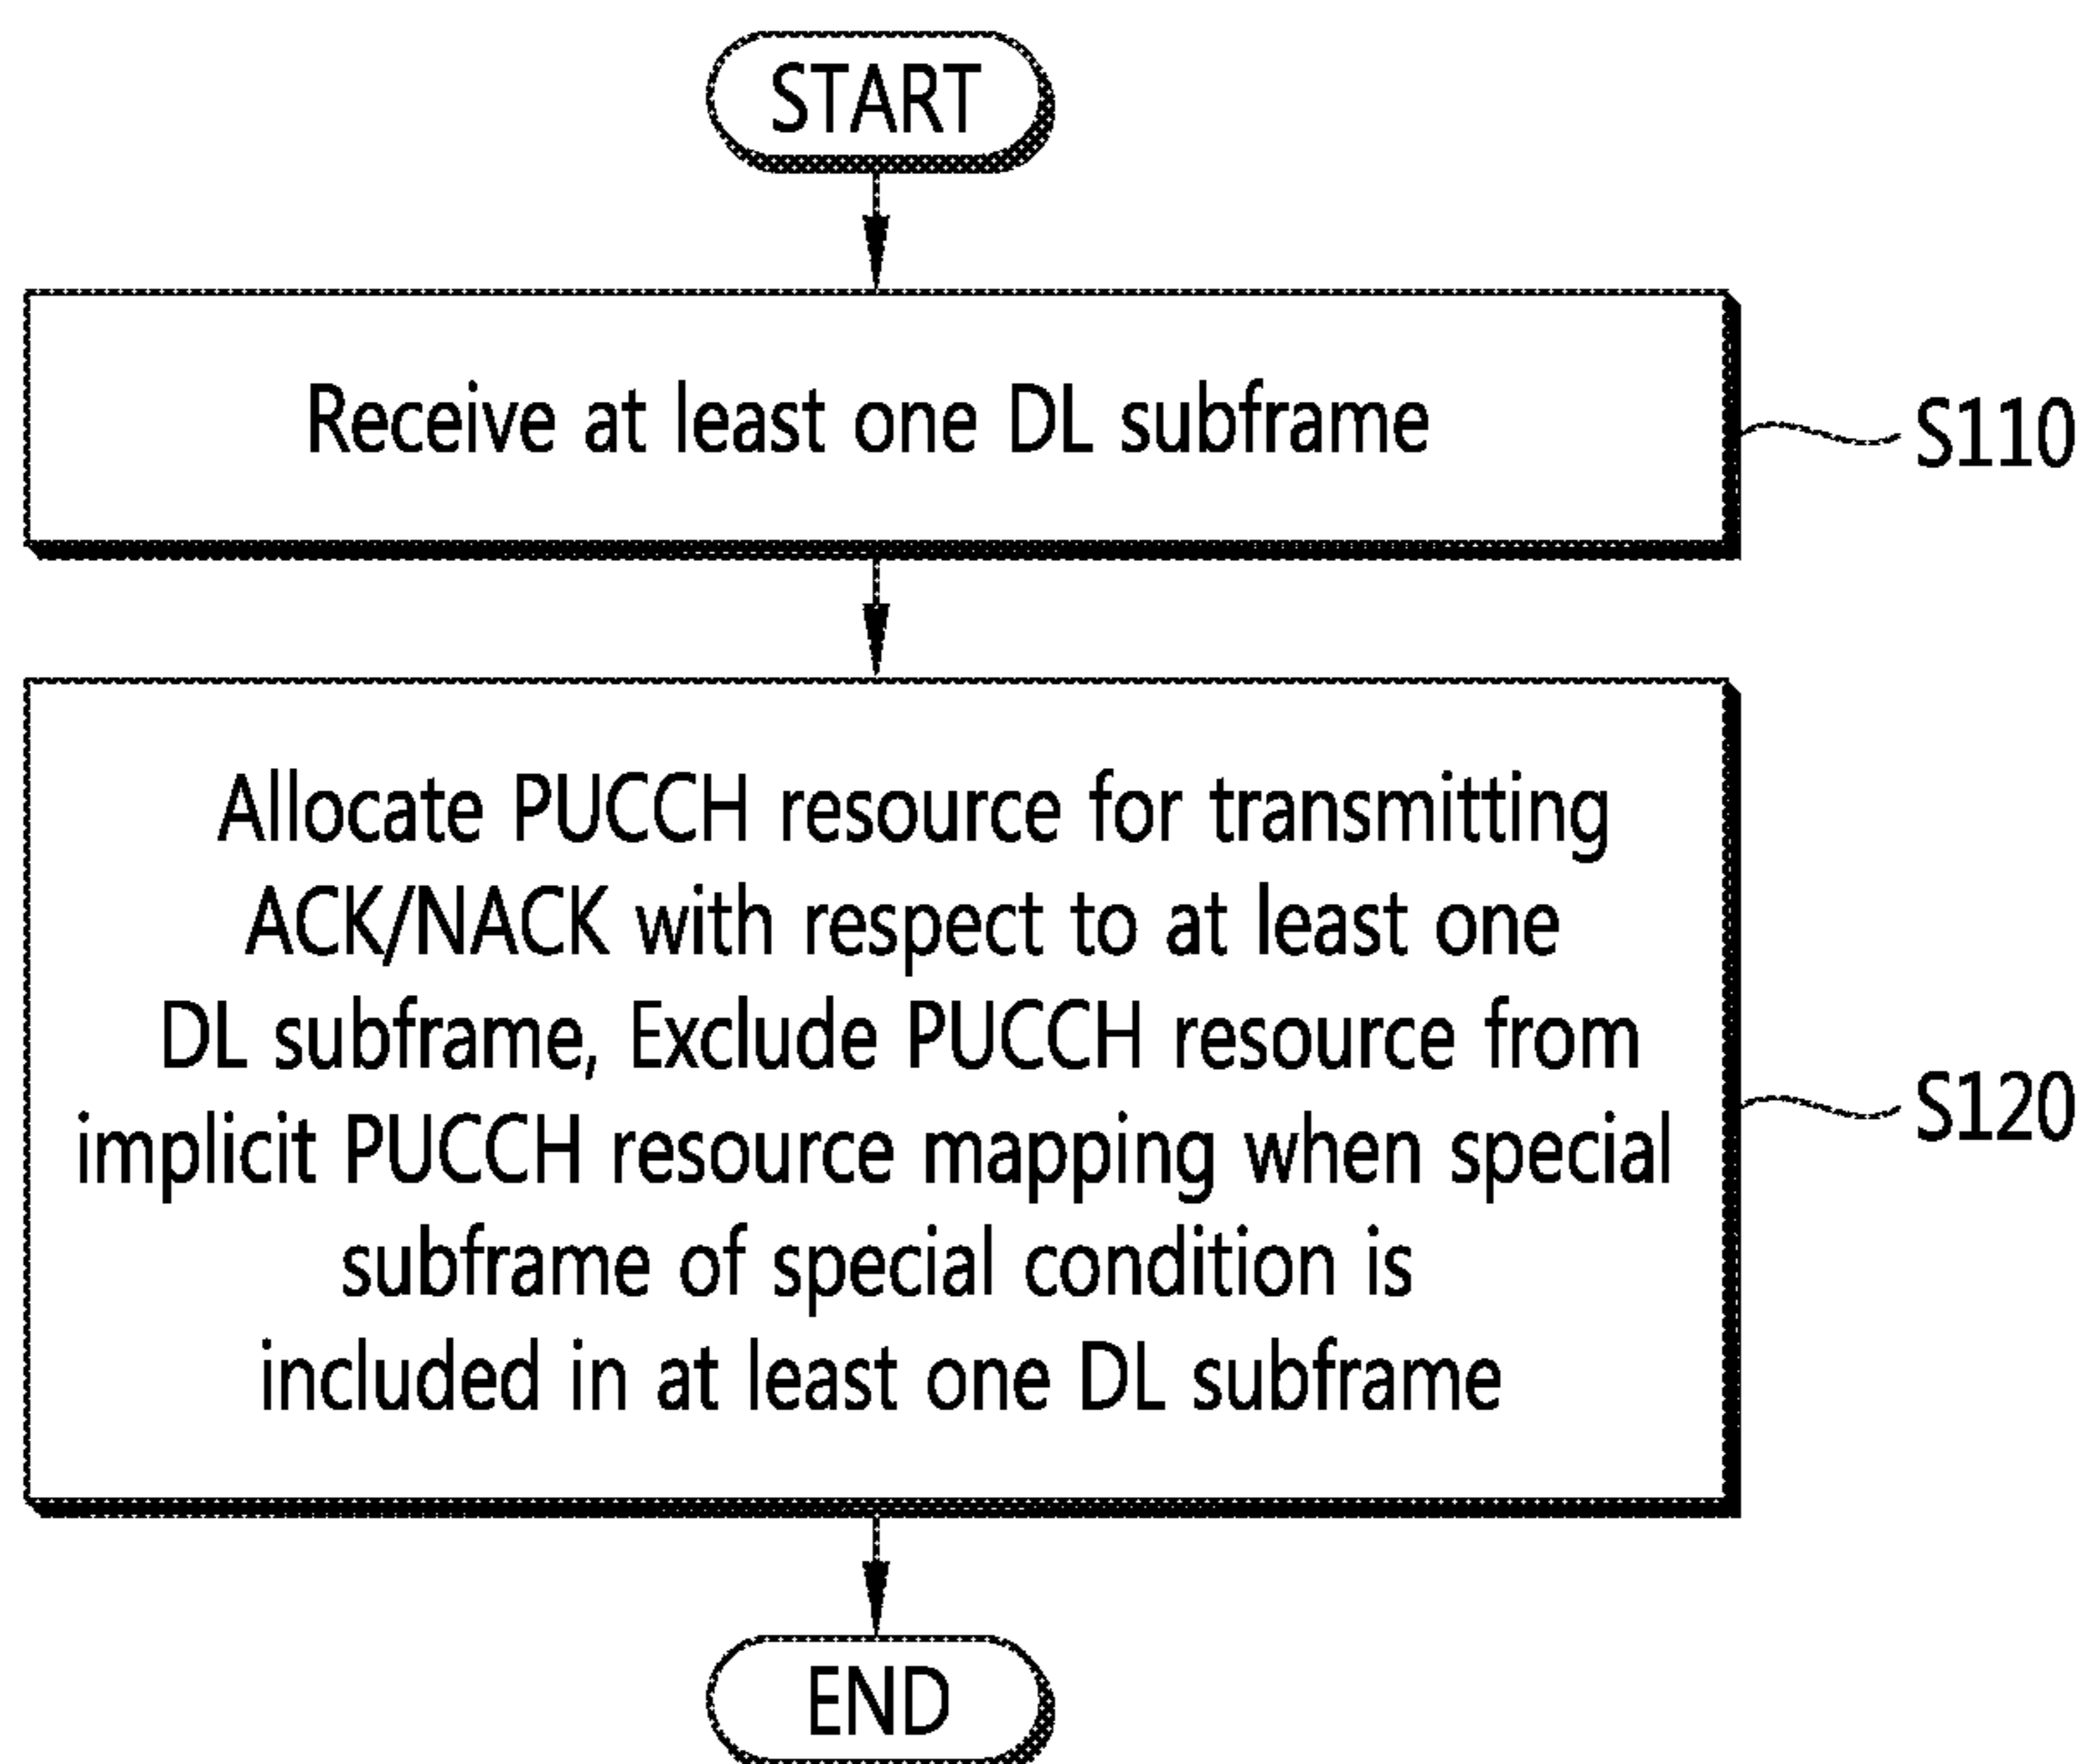 START
Receive at least one DL subframe
S110
Allocate PUCCH resource for transmitting
ACK/NACK with respect to at least one
DL subframe, Exclude PUCCH resource from
implicit PUCCH resource mapping when special
subframe of special condition is
included in at least one DL subframe
S120
END